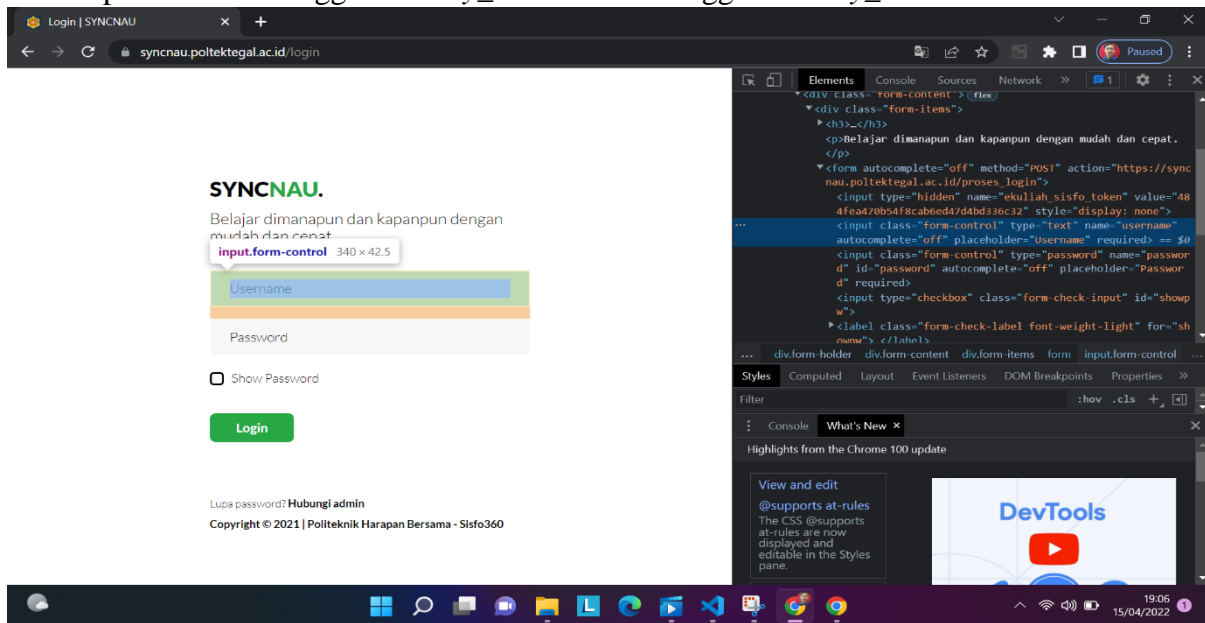 Login | SYNCNAU
syncnau.poltektegal.ac.id/login
Paused
SYNCNAU.
Belajar dimanapun dan kapanpun dengan
mudah dan cepat
input.form-control 340 × 42.5
Username
Password
Show Password
Login
Lupa password? Hubungi admin
Copyright © 2021 | Politeknik Harapan Bersama - Sisfo360
Elements Console Sources Network » 1
<div class="form-content"> flex
<div class="form-items">
<h3>…</h3>
<p>Belajar dimanapun dan kapanpun dengan mudah dan cepat.
</p>
<form autocomplete="off" method="POST" action="https://sync
nau.poltektegal.ac.id/proses_login">
<input type="hidden" name="ekuliah_sisfo_token" value="48
4fea470b54f8cab6ed47d4bd336c32" style="display: none">
<input class="form-control" type="text" name="username"
autocomplete="off" placeholder="Username" required> == $0
<input class="form-control" type="password" name="passwor
d" id="password" autocomplete="off" placeholder="Passwor
d" required>
<input type="checkbox" class="form-check-input" id="showp
w">
<label class="form-check-label font-weight-light" for="sh
owpw"> </label>
... div.form-holder div.form-content div.form-items form input.form-control ...
Styles Computed Layout Event Listeners DOM Breakpoints Properties »
Filter :hov .cls +
Console What's New ×
Highlights from the Chrome 100 update
View and edit
@supports at-rules
The CSS @supports
at-rules are now
displayed and
editable in the Styles
pane.
DevTools
19:06
15/04/2022
1